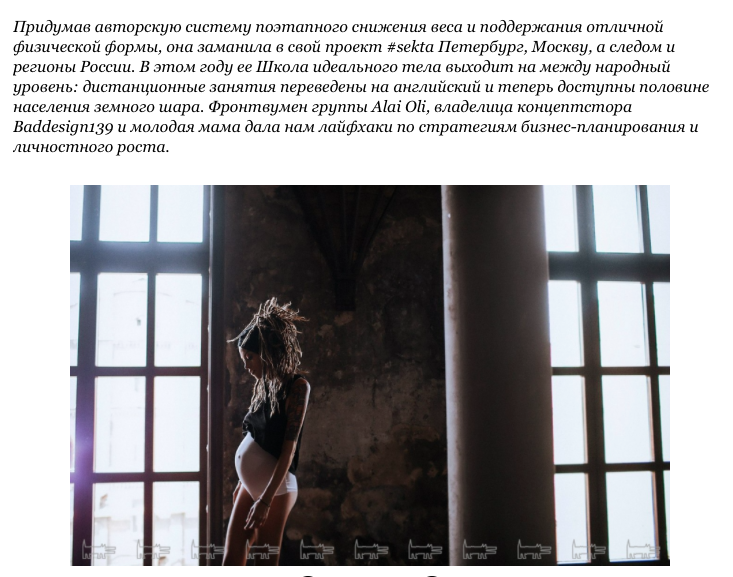 Придумав авторскую систему поэтапного снижения веса и поддержания отличной
физической формы, она заманила в свой проект #sekta Петербург, Москву, а следом и
регионы России. В этом году ее Школа идеального тела выходит на между народный
уровень: дистанционные занятия переведены на английский и теперь доступны половине
населения земного шара. Фронтвумен группы Alai Oli, владелица концептстора
Baddesign139 и молодая мама дала нам лайфхаки по стратегиям бизнес-планирования и
личностного роста.